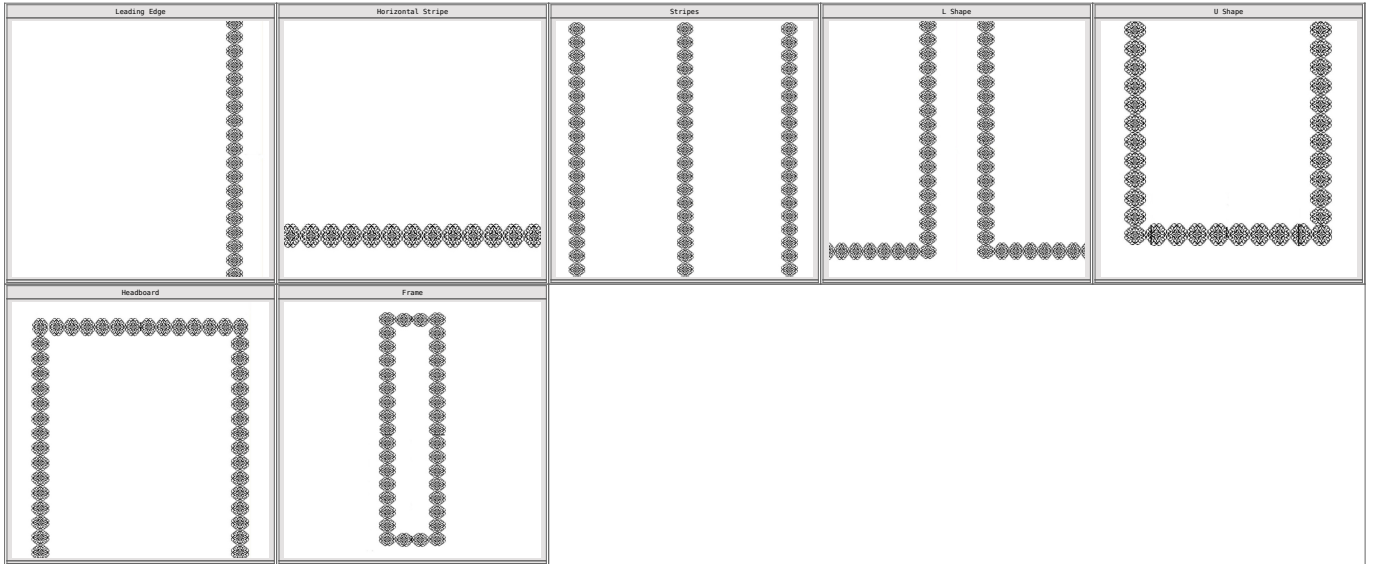 Leading Edge
Horizontal Stripe
Stripes
L Shape
U Shape
Headboard
Frame